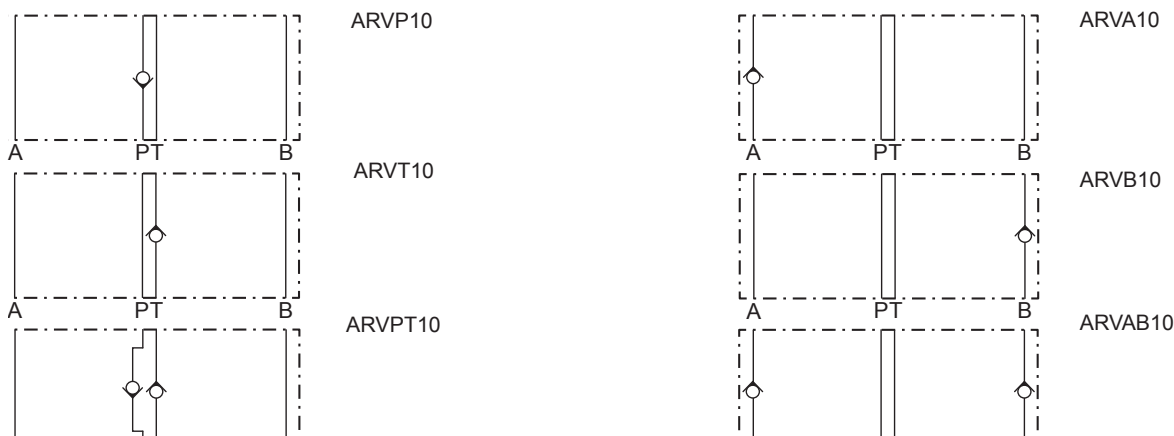 ARVP10
A PT B
ARVT10
A PT B
ARVPT10
ARVA10
A PT B
ARVB10
A PT B
ARVAB10